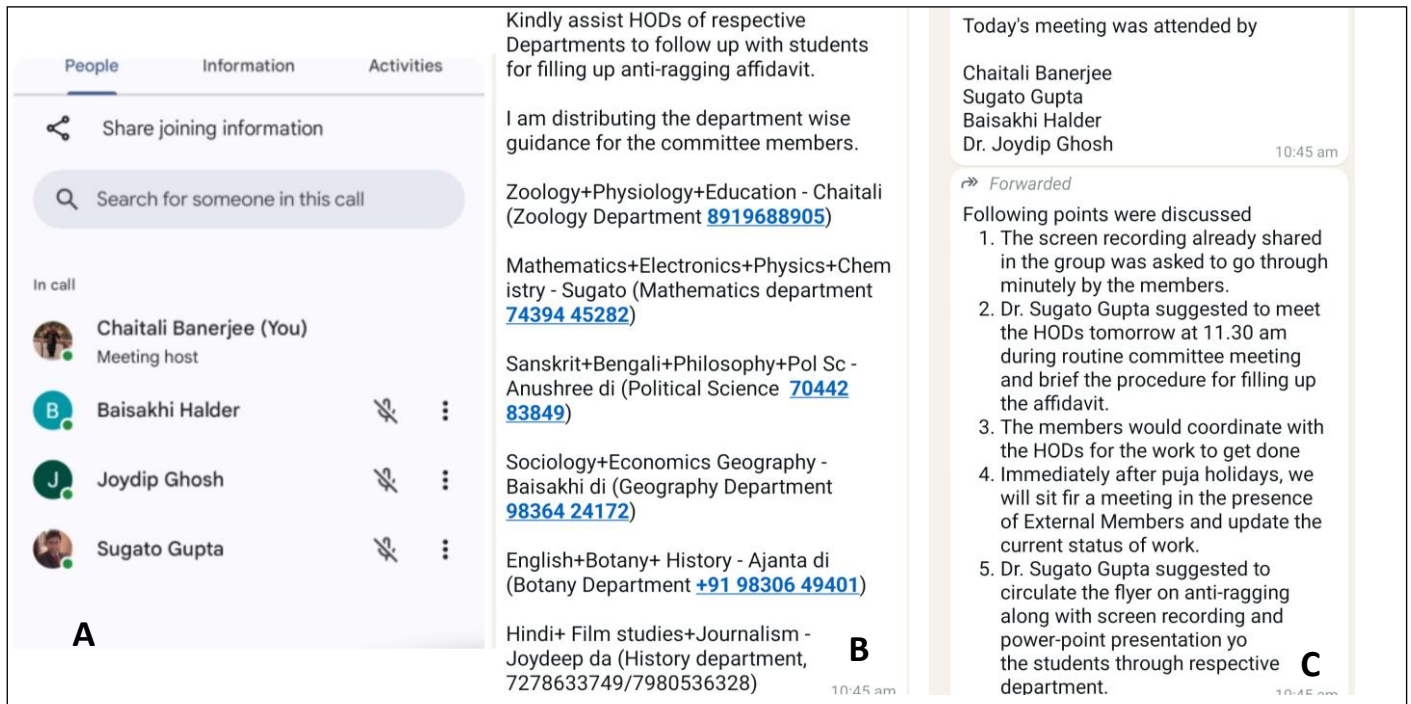 People Information Activities
Share joining information
Search for someone in this call
In call
Chaitali Banerjee (You)
Meeting host
B Baisakhi Halder
J Joydip Ghosh
Sugato Gupta
A
Kindly assist HODs of respective
Departments to follow up with students
for filling up anti-ragging affidavit.
I am distributing the department wise
guidance for the committee members.
Zoology+Physiology+Education - Chaitali
(Zoology Department 8919688905)
Mathematics+Electronics+Physics+Chem
istry - Sugato (Mathematics department
74394 45282)
Sanskrit+Bengali+Philosophy+Pol Sc -
Anushree di (Political Science 70442
83849)
Sociology+Economics Geography -
Baisakhi di (Geography Department
98364 24172)
English+Botany+ History - Ajanta di
(Botany Department +91 98306 49401)
Hindi+ Film studies+Journalism -
Joydeep da (History department,
7278633749/7980536328)
10:45 am
B
Today's meeting was attended by
Chaitali Banerjee
Sugato Gupta
Baisakhi Halder
Dr. Joydip Ghosh
10:45 am
Forwarded
Following points were discussed
1. The screen recording already shared
in the group was asked to go through
minutely by the members.
2. Dr. Sugato Gupta suggested to meet
the HODs tomorrow at 11.30 am
during routine committee meeting
and brief the procedure for filling up
the affidavit.
3. The members would coordinate with
the HODs for the work to get done
4. Immediately after puja holidays, we
will sit fir a meeting in the presence
of External Members and update the
current status of work.
5. Dr. Sugato Gupta suggested to
circulate the flyer on anti-ragging
along with screen recording and
power-point presentation yo
the students through respective
department.
10:45 am
C